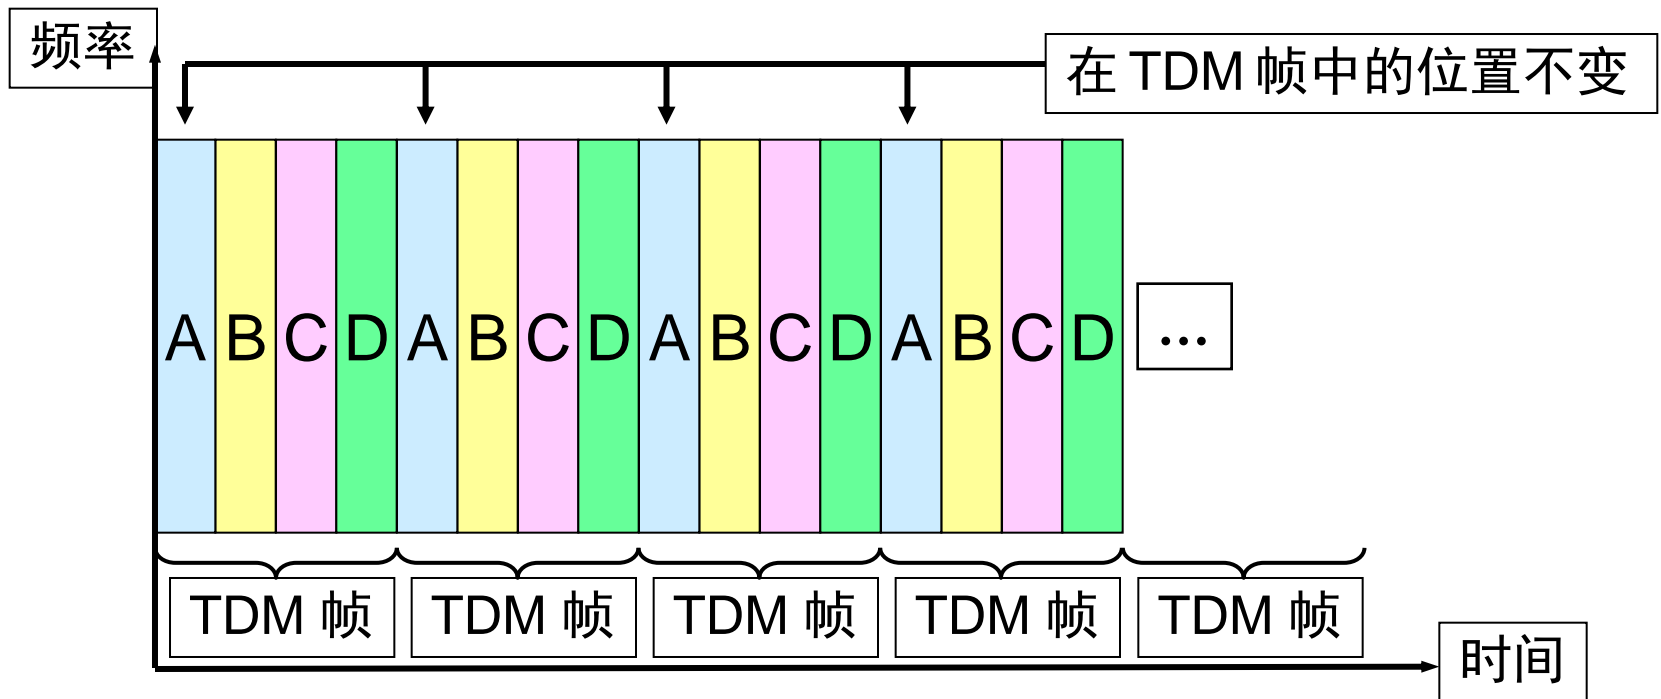 频率
在 TDM 帧中的位置不变
A B C D A B C D A B C D A B C D
...
TDM 帧 TDM 帧 TDM 帧 TDM 帧 TDM 帧
时间